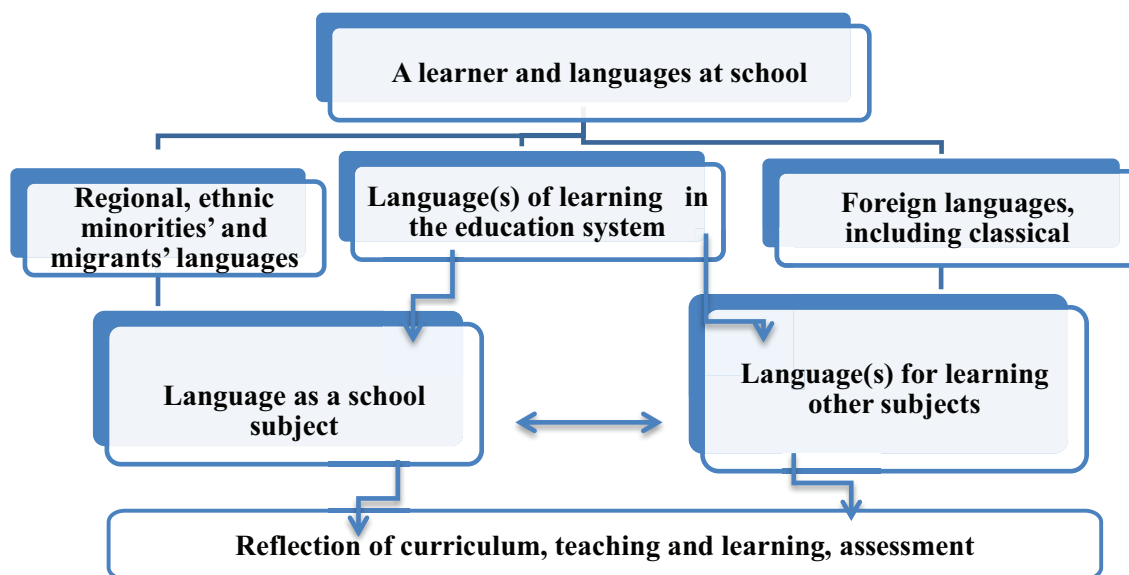 A learner and languages at school
Regional, ethnic
minorities’ and
migrants’ languages
Language(s) of learning in
the education system
Foreign languages,
including classical
Language as a school
subject
Language(s) for learning
other subjects
Reflection of curriculum, teaching and learning, assessment